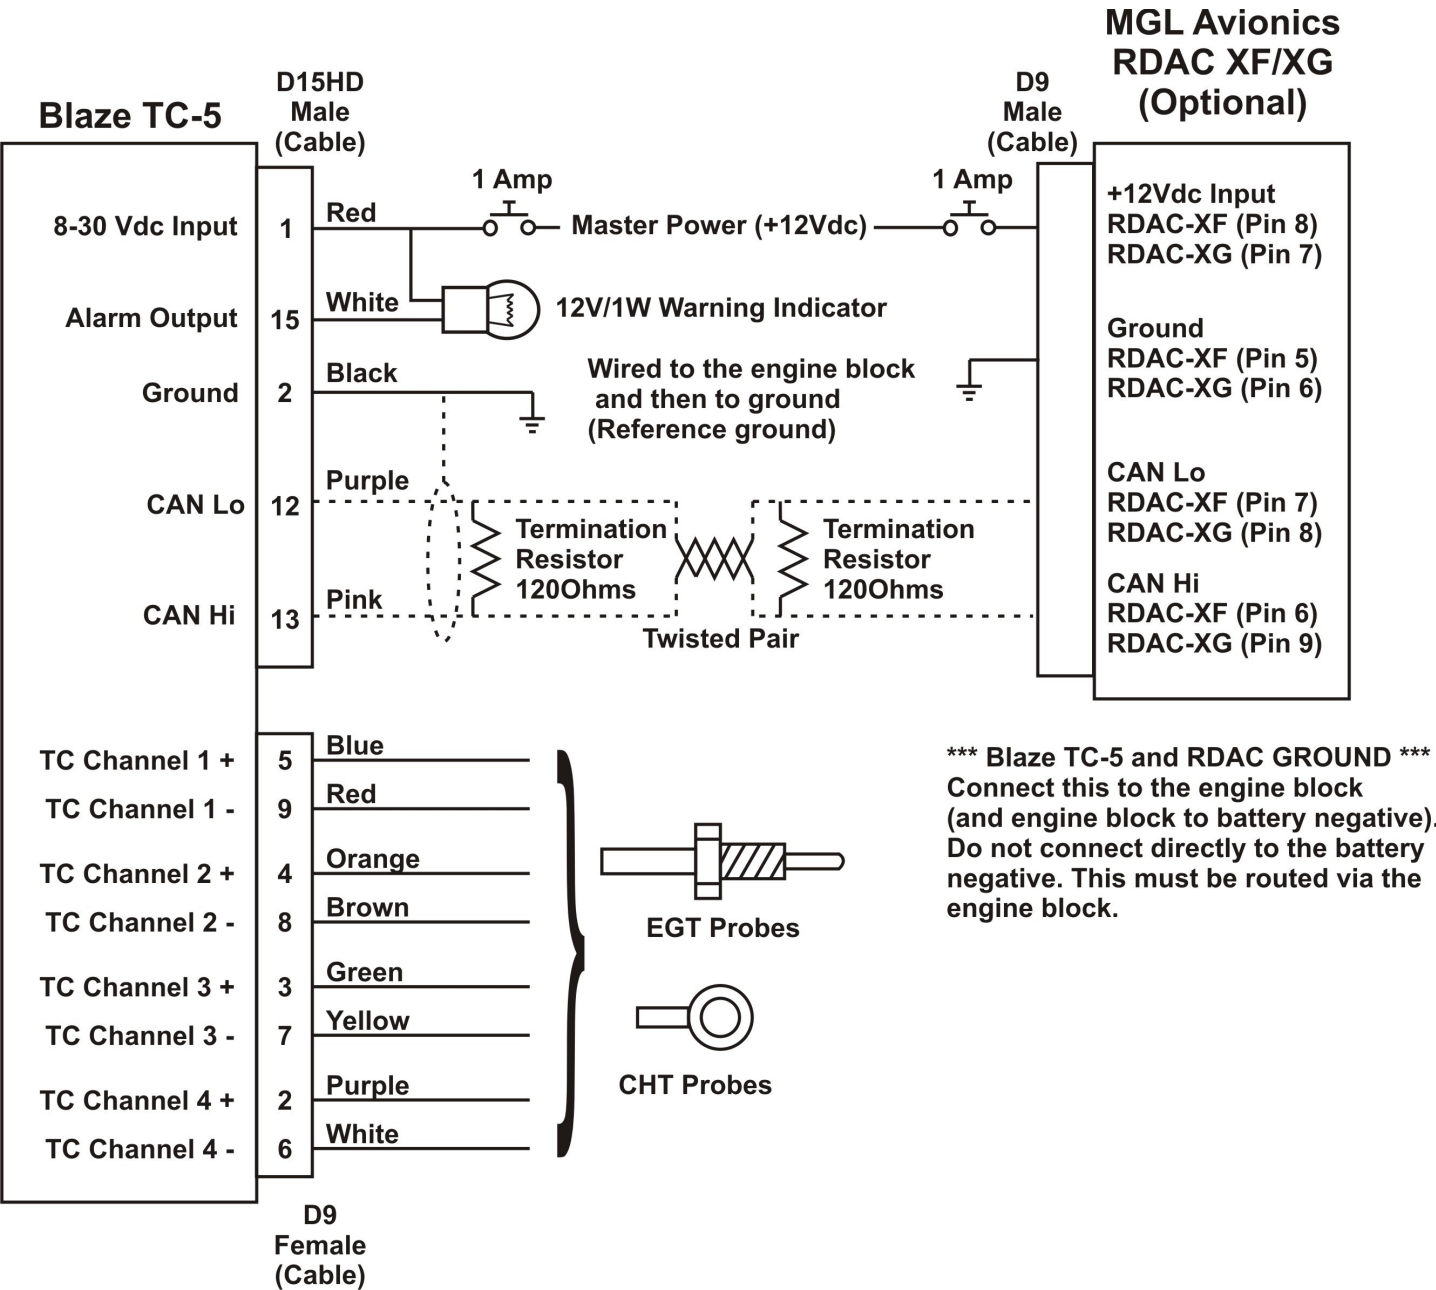 MGL Avionics
RDAC XF/XG
(Optional)
Blaze TC-5
D15HD
Male
(Cable)
D9
Male
(Cable)
8-30 Vdc Input
1
Red
1 Amp
Master Power (+12Vdc)
1 Amp
+12Vdc Input
RDAC-XF (Pin 8)
RDAC-XG (Pin 7)
Alarm Output
15
White
12V/1W Warning Indicator
Ground
2
Black
Wired to the engine block
and then to ground
(Reference ground)
Ground
RDAC-XF (Pin 5)
RDAC-XG (Pin 6)
CAN Lo
12
Purple
Termination
Resistor
120Ohms
Termination
Resistor
120Ohms
CAN Lo
RDAC-XF (Pin 7)
RDAC-XG (Pin 8)
CAN Hi
13
Pink
Twisted Pair
CAN Hi
RDAC-XF (Pin 6)
RDAC-XG (Pin 9)
TC Channel 1 +
5
Blue
TC Channel 1 -
9
Red
TC Channel 2 +
4
Orange
TC Channel 2 -
8
Brown
TC Channel 3 +
3
Green
TC Channel 3 -
7
Yellow
TC Channel 4 +
2
Purple
TC Channel 4 -
6
White
EGT Probes
CHT Probes
*** Blaze TC-5 and RDAC GROUND ***
Connect this to the engine block
(and engine block to battery negative).
Do not connect directly to the battery
negative. This must be routed via the
engine block.
D9
Female
(Cable)